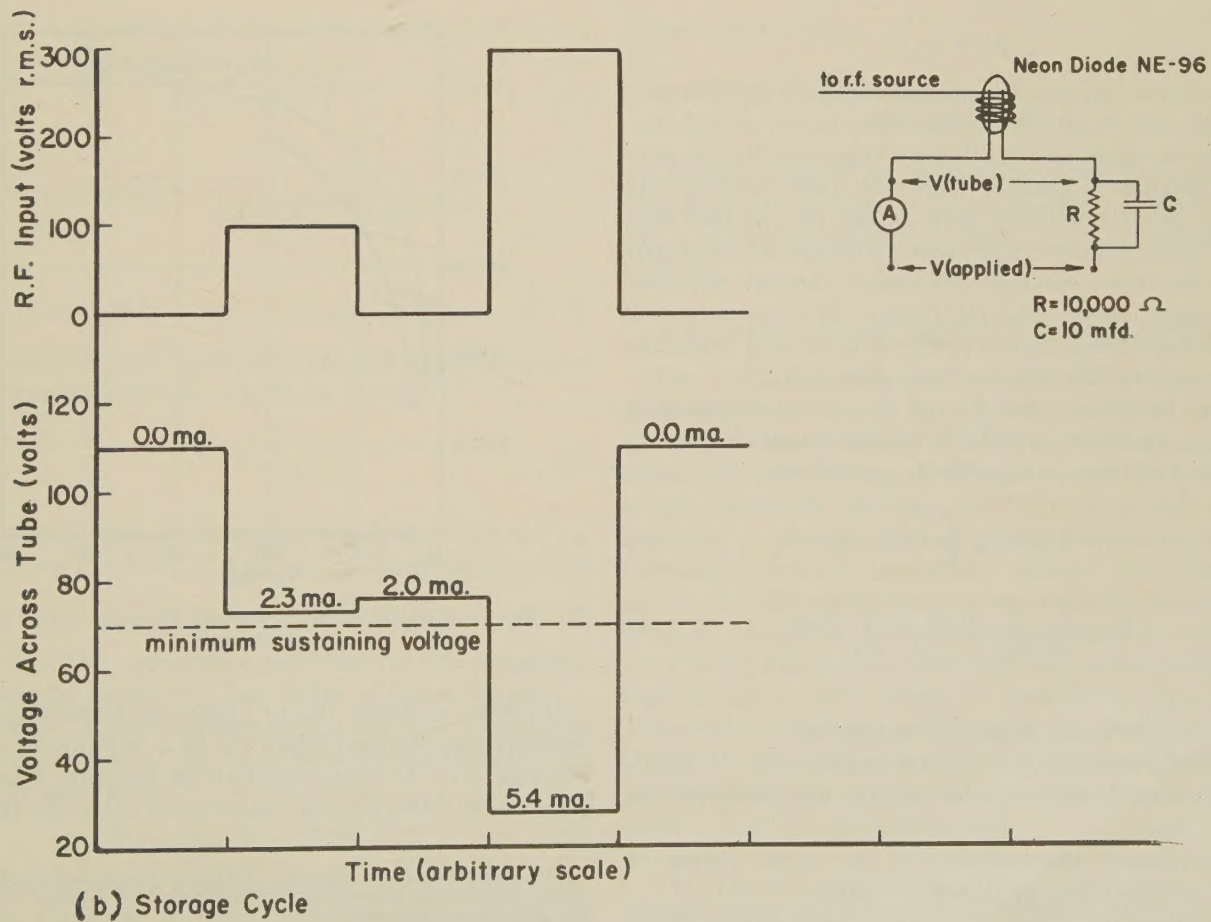 R.F. Input (volts r.m.s.)
300
200
100
0
Neon Diode NE-96
to r.f. source
V(tube)
A
R
C
V(applied)
R=10,000 Ω
C=10 mfd.
Voltage Across Tube (volts)
120
100
80
60
40
20
0.0 ma.
2.3 ma.
2.0 ma.
minimum sustaining voltage
5.4 ma.
0.0 ma.
Time (arbitrary scale)
(b) Storage Cycle